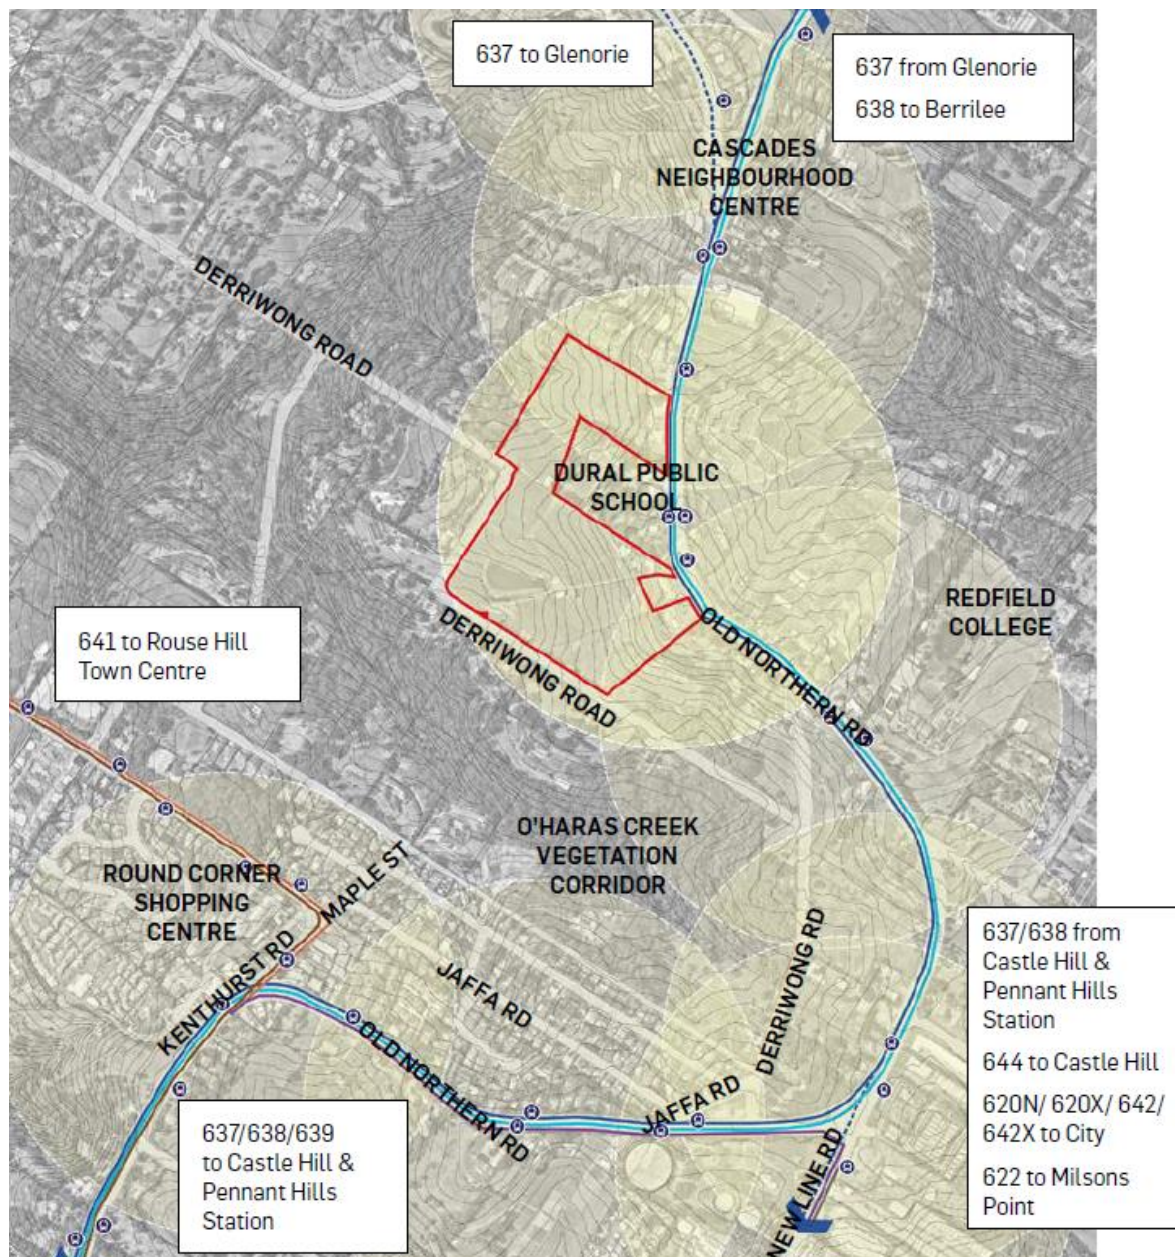 637 to Glenorie
637 from Glenorie
638 to Berrilee
CASCADES
NEIGHBOURHOOD
CENTRE
DERRIWONG ROAD
DURAL PUBLIC
SCHOOL
REDFIELD
COLLEGE
OLD NORTHERN RD
DERRIWONG ROAD
641 to Rouse Hill
Town Centre
O'HARAS CREEK
VEGETATION
CORRIDOR
ROUND CORNER
SHOPPING
CENTRE
MAPLE ST
KENTHURST RD
JAFFA RD
DERRIWONG RD
OLD NORTHERN RD
JAFFA RD
NEW LINE RD
637/638 from
Castle Hill &
Pennant Hills
Station
644 to Castle Hill
620N/ 620X/ 642/
642X to City
622 to Milsons
Point
637/638/639
to Castle Hill &
Pennant Hills
Station